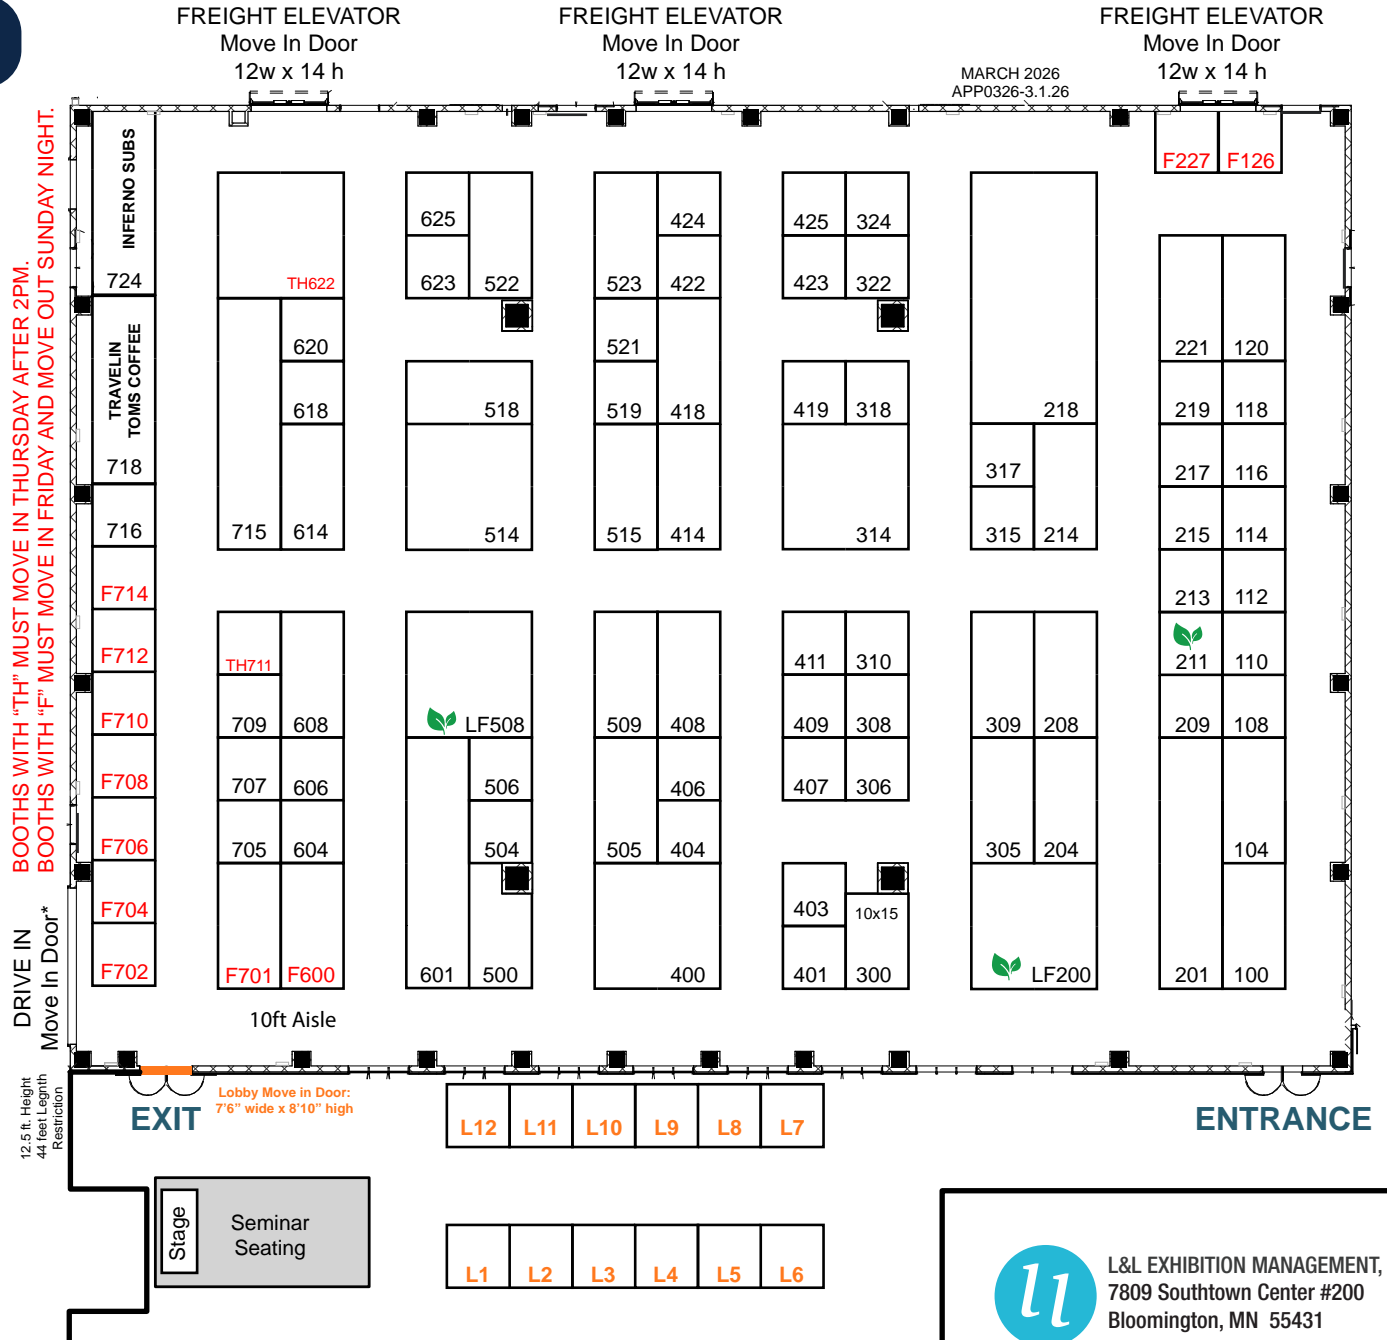 FREIGHT ELEVATOR
Move In Door
12w x 14 h
FREIGHT ELEVATOR
Move In Door
12w x 14 h
FREIGHT ELEVATOR
Move In Door
12w x 14 h
MARCH 2026
APP0326-3.1.26
BOOTHS WITH "TH" MUST MOVE IN THURSDAY AFTER 2PM.
BOOTHS WITH "F" MUST MOVE IN FRIDAY AND MOVE OUT SUNDAY NIGHT.
INFERNO SUBS
724
TRAVELIN
TOMS COFFEE
718
716
F714
F712
F710
F708
F706
F704
F702
TH622
620
618
715 614
TH711
709 608
707 606
705 604
F701 F600
10ft Aisle
625
623 522
518
514
LF508
506
504
601 500
424
523 422
521
519 418
515 414
509 408
406
505 404
400
425 324
423 322
419 318
314
411 310
409 308
407 306
403 10x15
401 300
218
317
315 214
309 208
305 204
LF200
F227 F126
221 120
219 118
217 116
215 114
213 112
211 110
209 108
104
201 100
DRIVE IN
Move In Door*
12.5 ft. Height
44 feet Legnth
Restriction
EXIT
Lobby Move in Door:
7'6" wide x 8'10" high
ENTRANCE
L12 L11 L10 L9 L8 L7
Stage
Seminar
Seating
L1 L2 L3 L4 L5 L6
ll
L&L EXHIBITION MANAGEMENT,
7809 Southtown Center #200
Bloomington, MN 55431